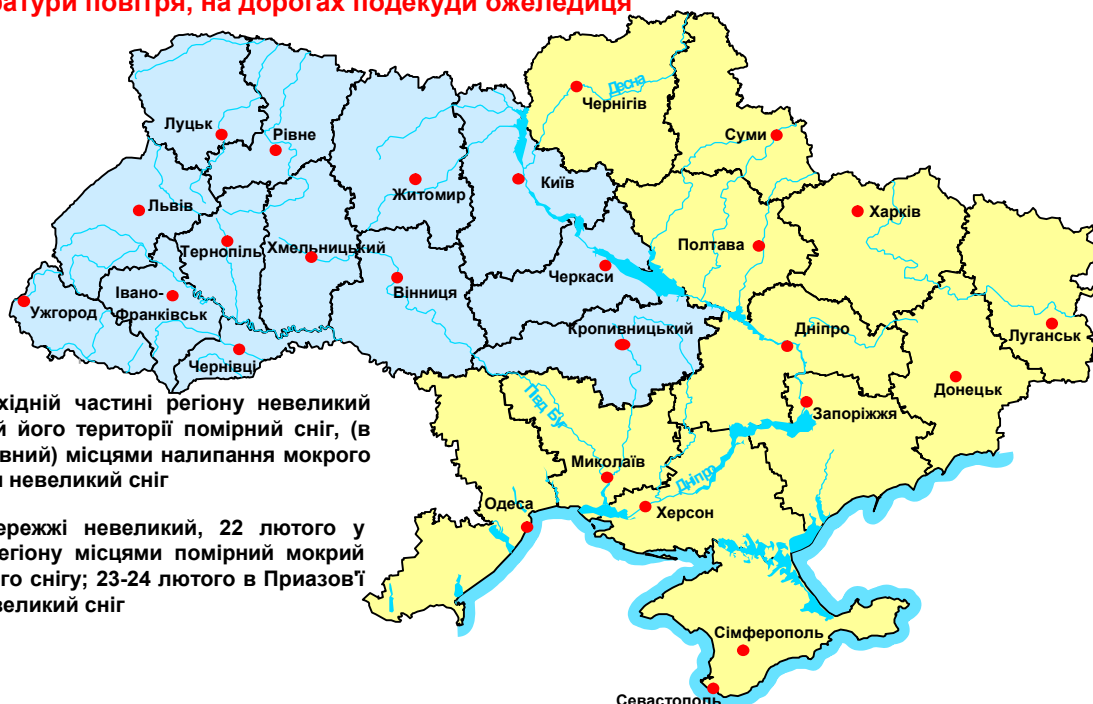 ратури повітря, на дорогах подекуди ожеледиця
Десна
Чернігів
Луцьк
Рівне
Суми
Житомир
Київ
Львів
Харків
Тернопіль
Хмельницький
Полтава
Черкаси
Вінниця
Івано-
Франківськ
Ужгород
Кропивницький
Дніпро
Луганськ
Чернівці
Донецьк
Запоріжжя
хідній частині регіону невеликий
й його території помірний сніг, (в
вний) місцями налипання мокрого
невеликий сніг
Півд Бу
Миколаїв
Дніпро
Херсон
Одеса
ережжі невеликий, 22 лютого у
егіону місцями помірний мокрий
го снігу; 23-24 лютого в Приазов'ї
великий сніг
Сімферополь
Севастополь